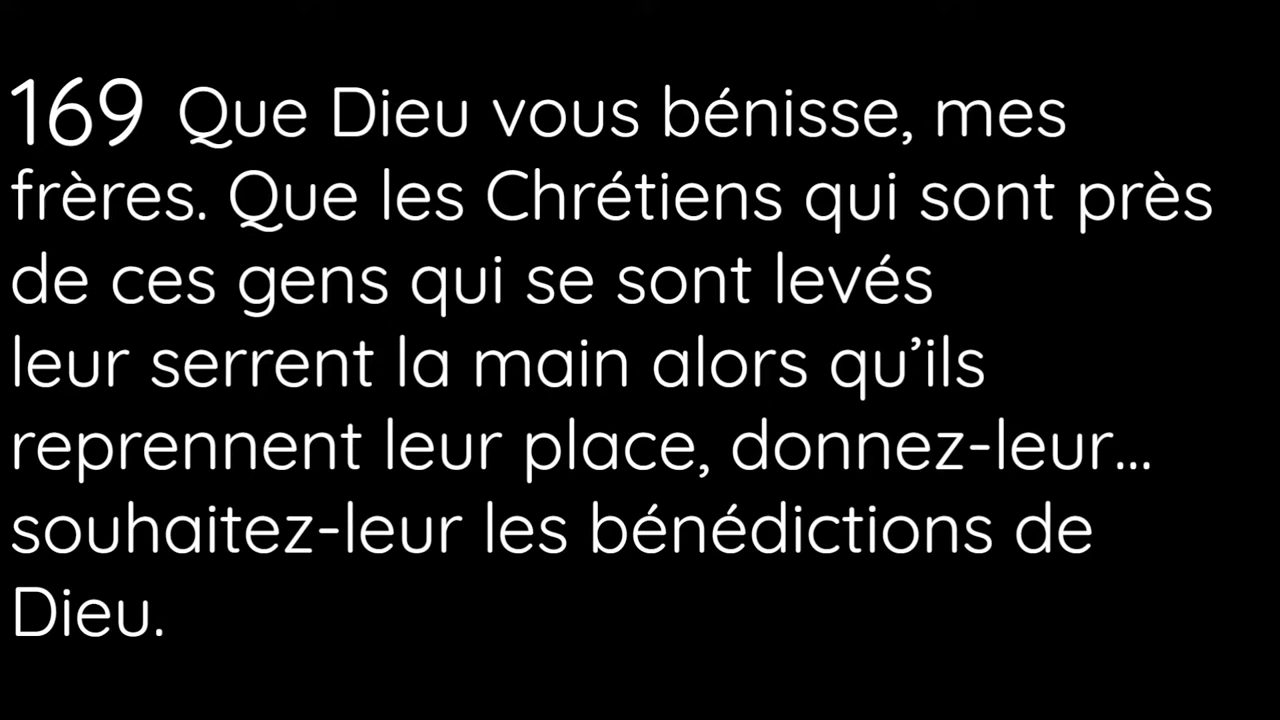 169 Que Dieu vous bénisse, mes
frères. Que les Chrétiens qui sont près
de ces gens qui se sont levés
leur serrent la main alors qu’ils
reprennent leur place, donnez-leur...
souhaitez-leur les bénédictions de
Dieu.